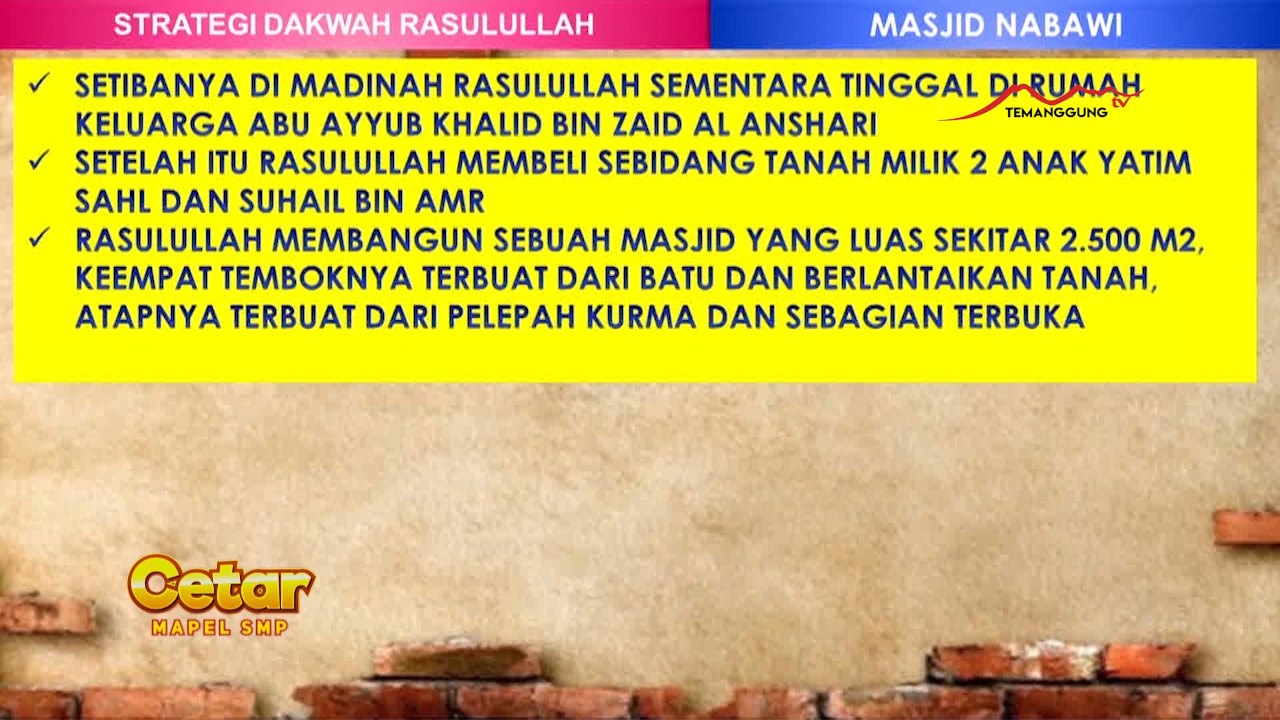 STRATEGI DAKWAH RASULULLAH
MASJID NABAWI
✓ SETIBANYA DI MADINAH RASULULLAH SEMENTARA TINGGAL DI RUMAH
KELUARGA ABU AYYUB KHALID BIN ZAID AL ANSHARI
✓ SETELAH ITU RASULULLAH MEMBELI SEBIDANG TANAH MILIK 2 ANAK YATIM
SAHL DAN SUHAIL BIN AMR
✓ RASULULLAH MEMBANGUN SEBUAH MASJID YANG LUAS SEKITAR 2.500 M2,
KEEMPAT TEMBOKNYA TERBUAT DARI BATU DAN BERLANTAIKAN TANAH,
ATAPNYA TERBUAT DARI PELEPAH KURMA DAN SEBAGIAN TERBUKA
TEMANGGUNG tv
Cetar
MAPEL SMP